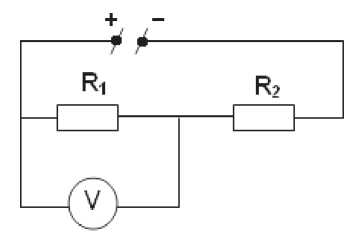 + −
R₁ R₂
V